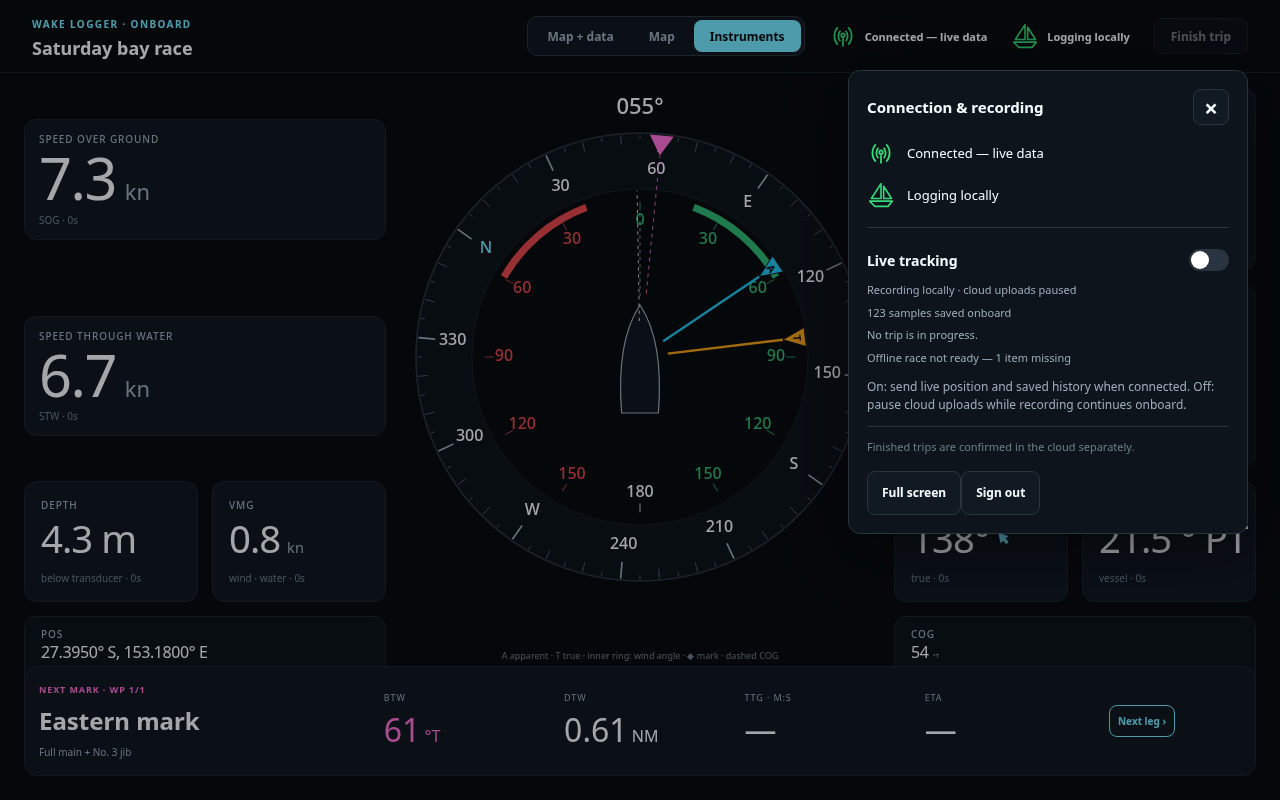 WAKE LOGGER · ONBOARD
Saturday bay race
Map + data
Map
Instruments
Connected — live data
Logging locally
Finish trip
SPEED OVER GROUND
7.3 kn
SOG · 0s
SPEED THROUGH WATER
6.7 kn
STW · 0s
DEPTH
4.3 m
below transducer · 0s
VMG
0.8 kn
wind · water · 0s
POS
27.3950° S, 153.1800° E
055°
60
30
E
N
120
330
150
300
S
W
210
240
0
30
30
60
60
90
90
120
120
150
150
180
A apparent · T true · inner ring: wind angle · ◆ mark · dashed COG
Connection & recording
×
Connected — live data
Logging locally
Live tracking
Recording locally · cloud uploads paused
123 samples saved onboard
No trip is in progress.
Offline race not ready — 1 item missing
On: send live position and saved history when connected. Off:
pause cloud uploads while recording continues onboard.
Finished trips are confirmed in the cloud separately.
Full screen
Sign out
138°
true · 0s
21.5 ° PT
vessel · 0s
COG
54 °T
NEXT MARK · WP 1/1
Eastern mark
Full main + No. 3 jib
BTW
61 °T
DTW
0.61 NM
TTG · M:S
—
ETA
—
Next leg ›